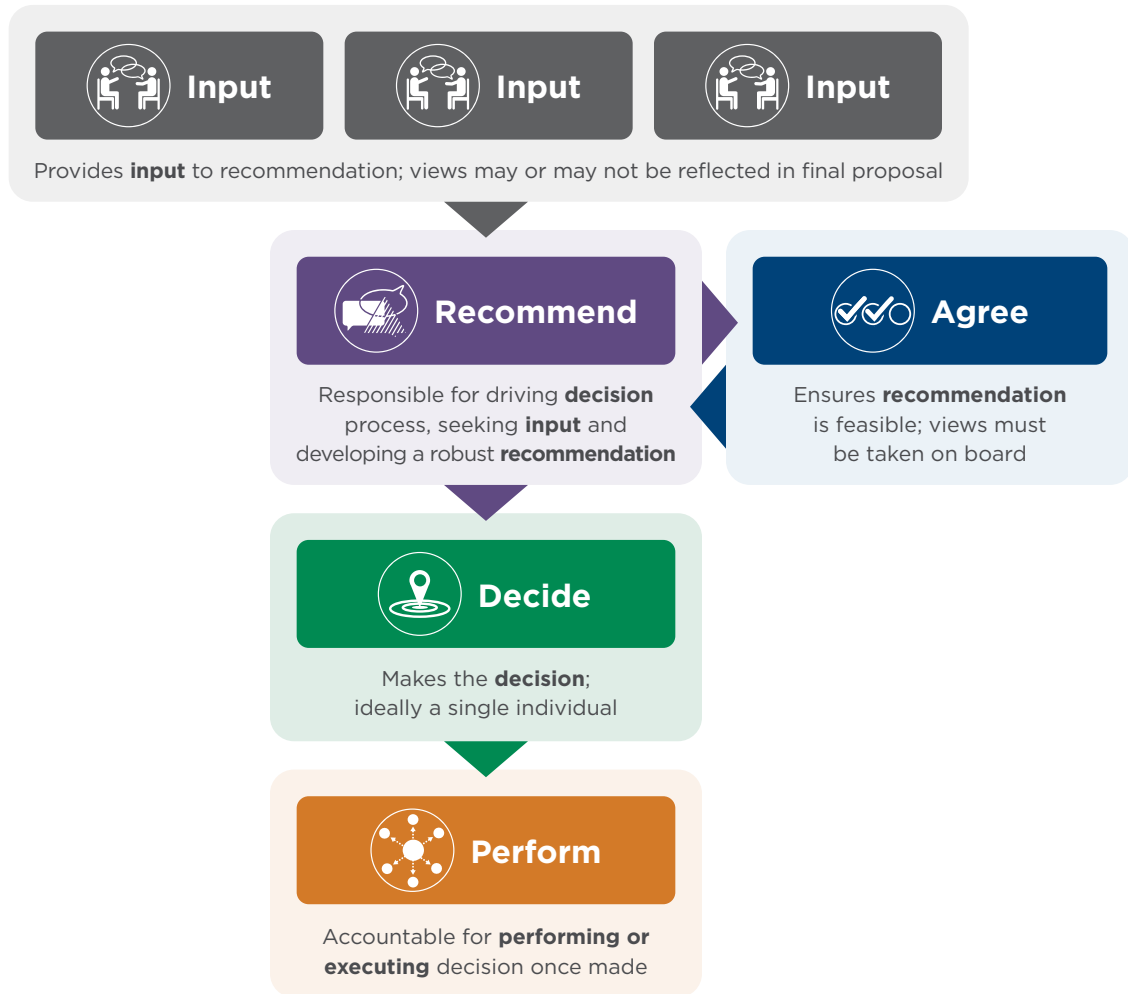 Input
Input
Input
Provides input to recommendation; views may or may not be reflected in final proposal
Recommend
Responsible for driving decision
process, seeking input and
developing a robust recommendation
Agree
Ensures recommendation
is feasible; views must
be taken on board
Decide
Makes the decision;
ideally a single individual
Perform
Accountable for performing or
executing decision once made